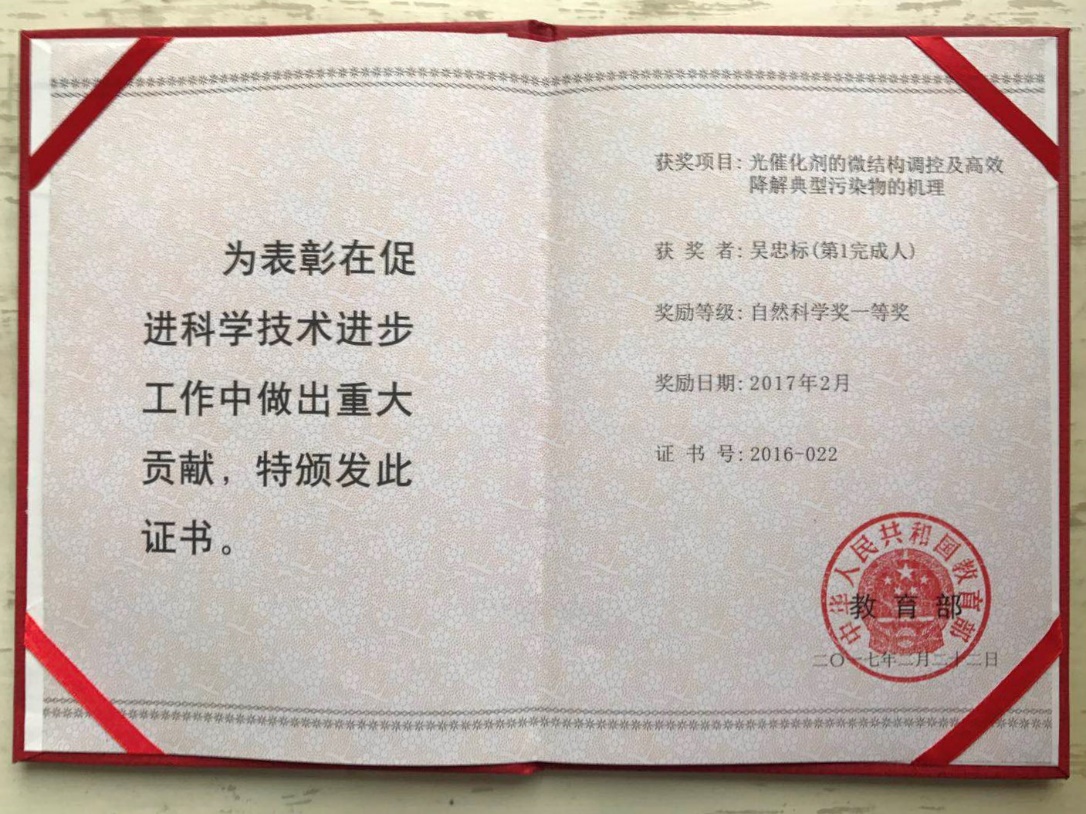 为表彰在促
进科学技术进步
工作中做出重大
贡献，特颁发此
证书。
获奖项目：光催化剂的微结构调控及高效
降解典型污染物的机理
获 奖 者：吴忠标(第1完成人)
奖励等级：自然科学奖一等奖
奖励日期：2017年2月
证 书 号：2016-022
中华人民共和国教育部
教育部
二〇一七年二月二十二日